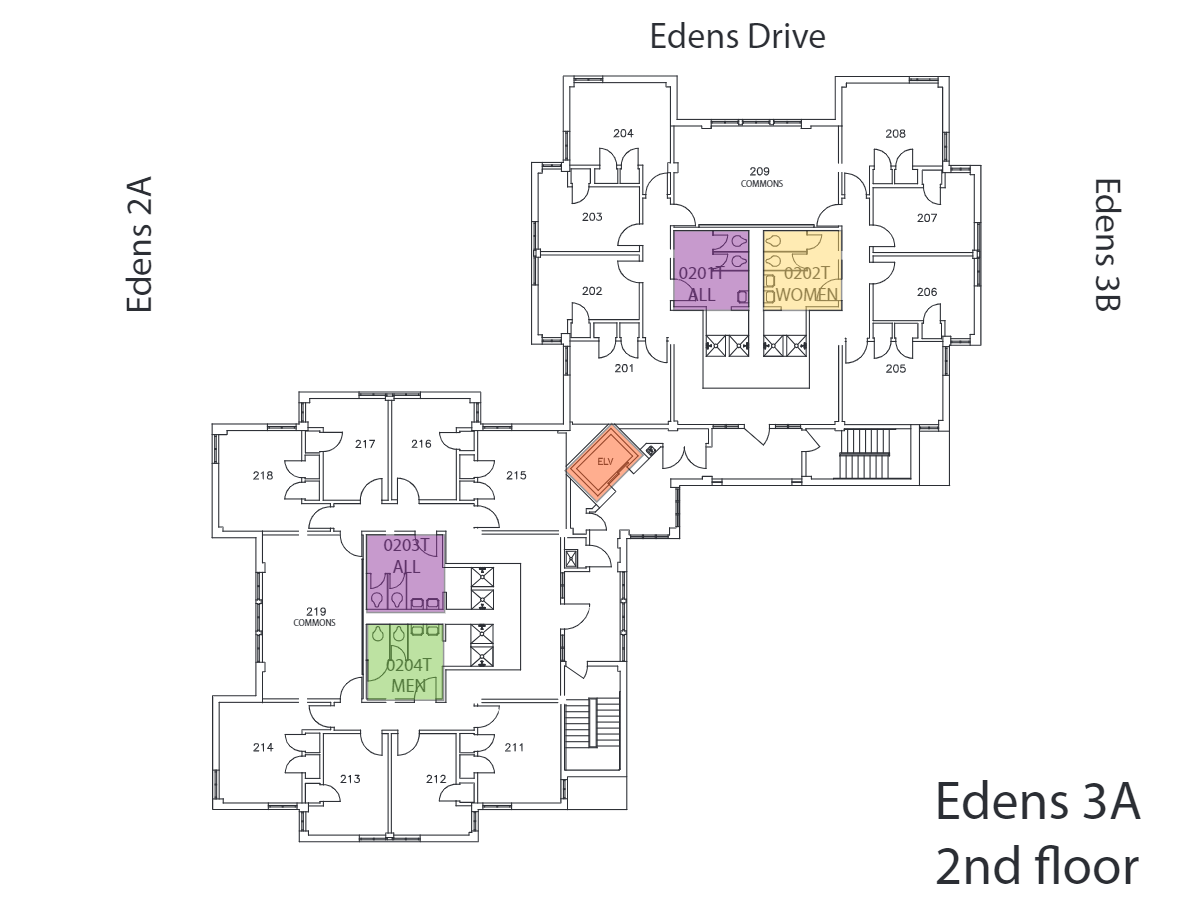 Edens Drive
Edens 2A
Edens 3B
204
208
209
COMMONS
203
207
0201T
ALL
0202T
WOMEN
202
206
201
205
217
216
218
215
ELV
0203T
ALL
219
COMMONS
0204T
MEN
214
211
213
212
Edens 3A
2nd floor